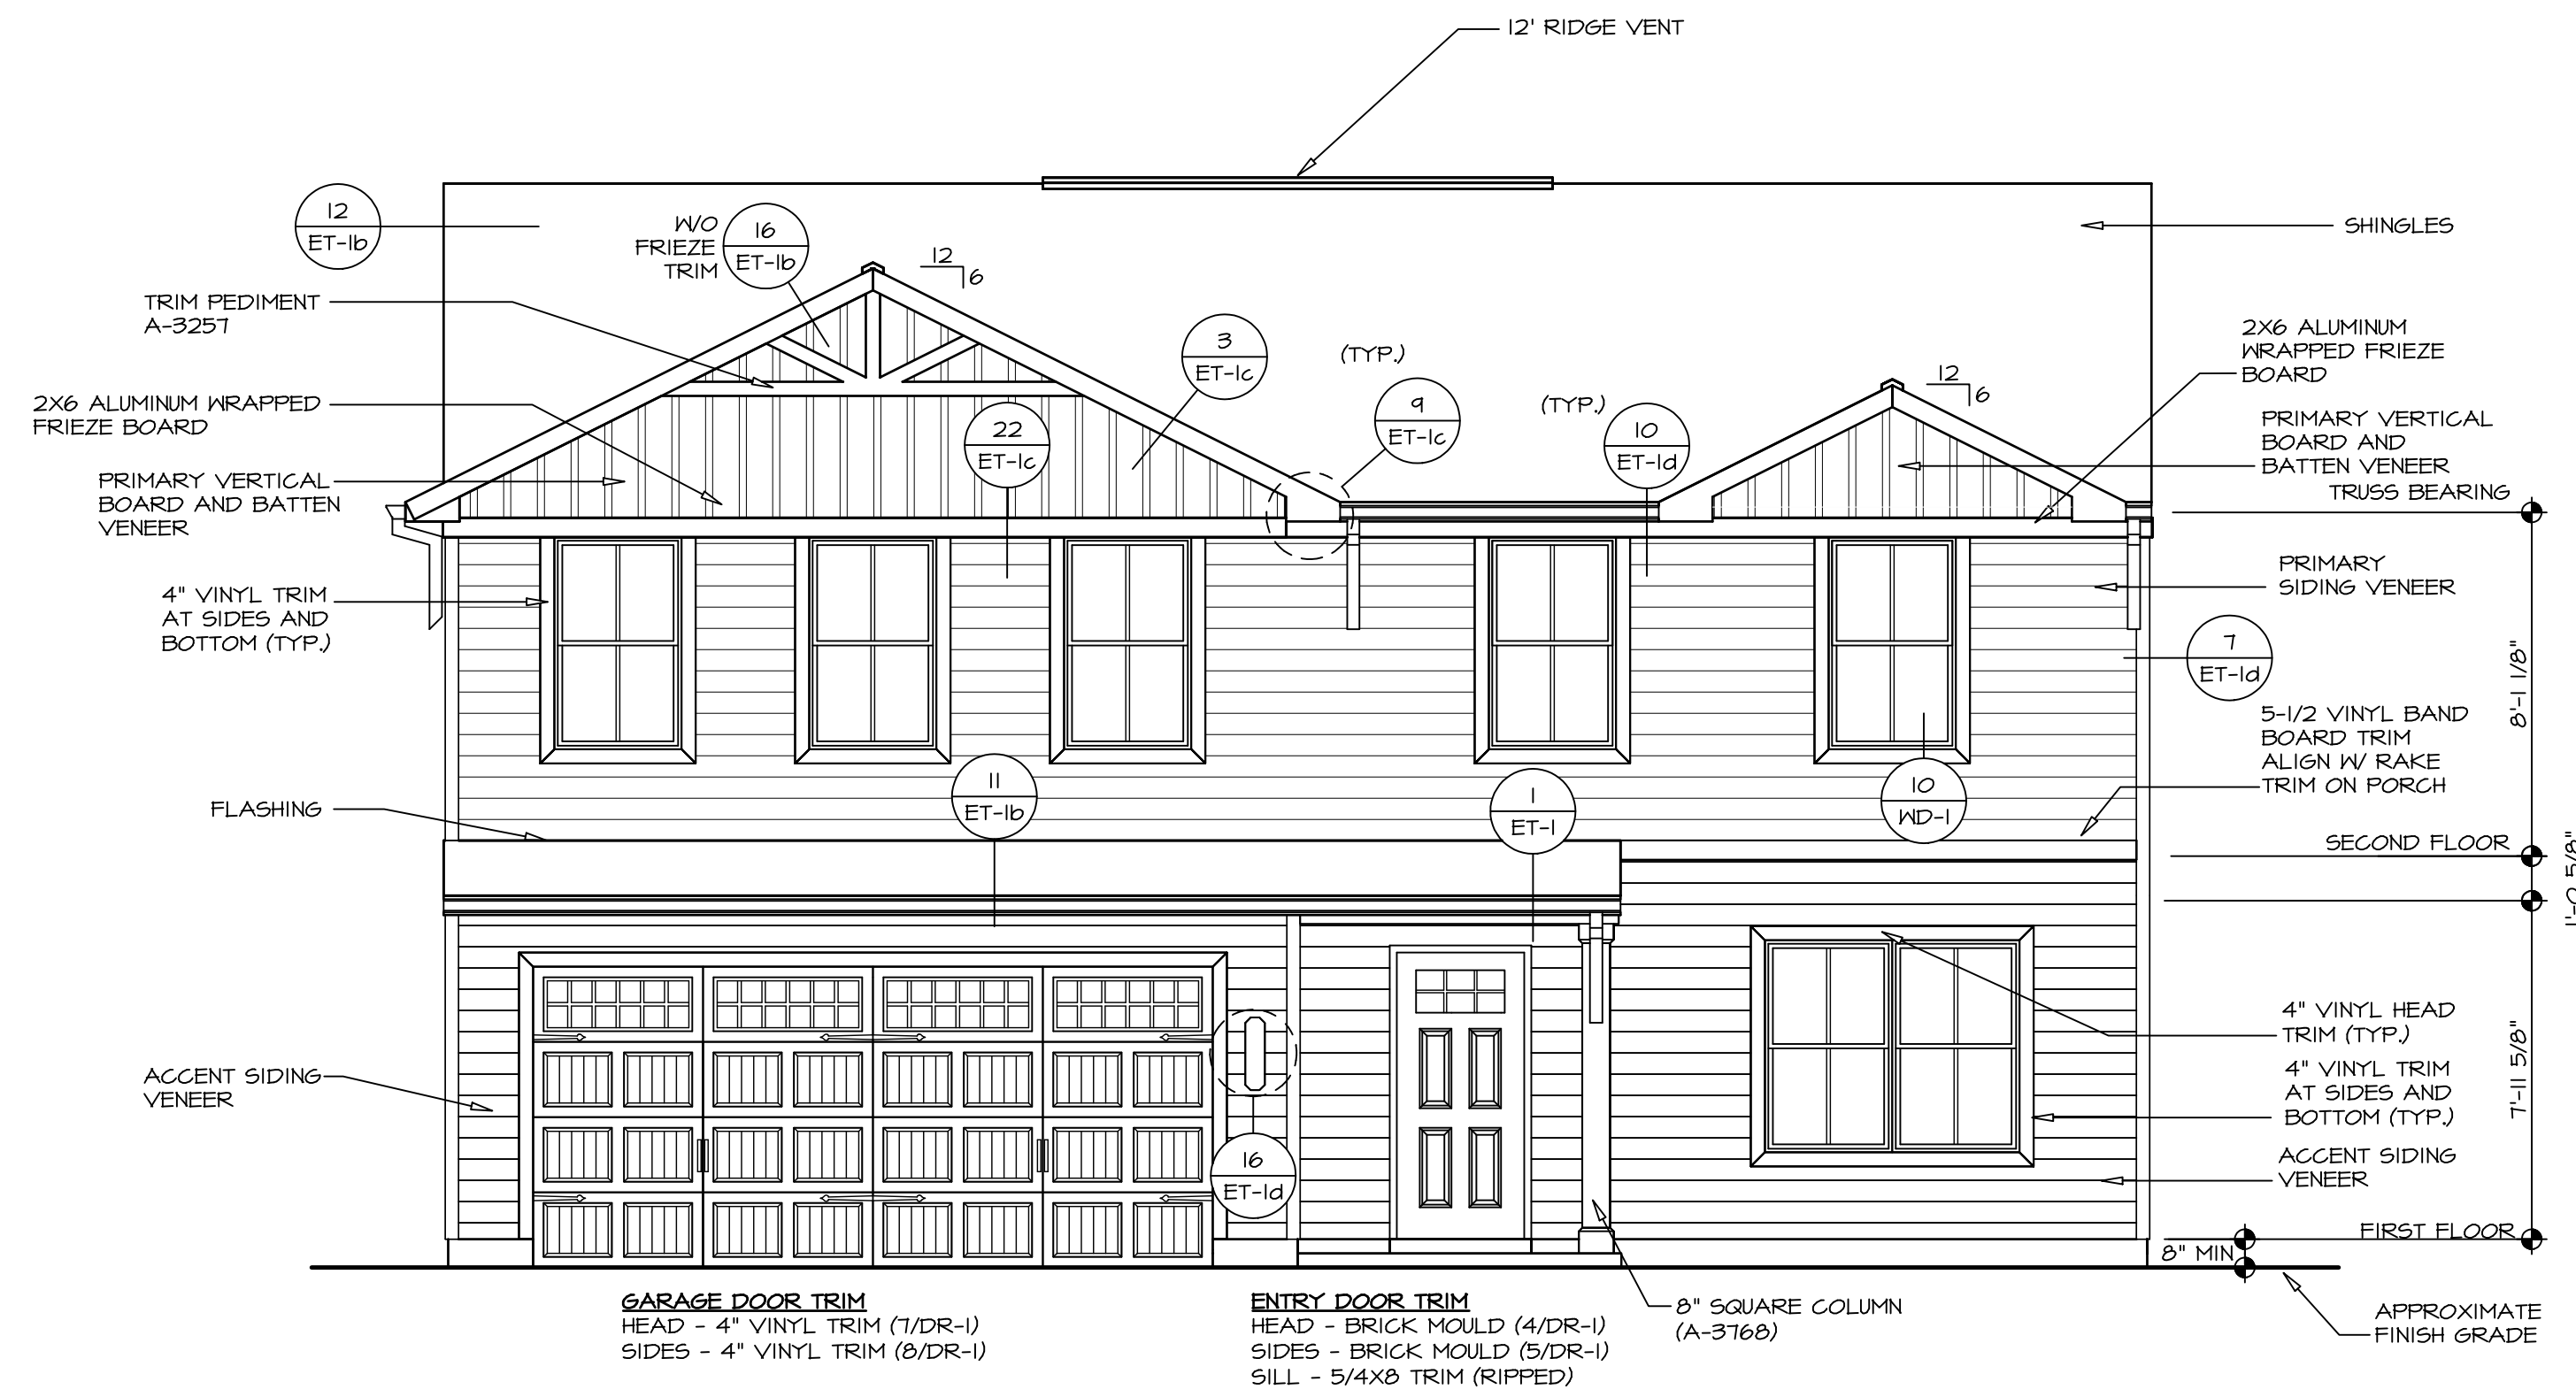 12' RIDGE VENT
12
ET-1b
W/O
FRIEZE
TRIM
16
ET-1b
12
6
SHINGLES
TRIM PEDIMENT
A-3257
3
ET-1c
(TYP.)
9
ET-1c
(TYP.)
10
ET-1d
12
6
2X6 ALUMINUM
WRAPPED FRIEZE
BOARD
2X6 ALUMINUM WRAPPED
FRIEZE BOARD
22
ET-1c
PRIMARY VERTICAL
BOARD AND
BATTEN VENEER
PRIMARY VERTICAL
BOARD AND BATTEN
VENEER
TRUSS BEARING
4" VINYL TRIM
AT SIDES AND
BOTTOM (TYP.)
PRIMARY
SIDING VENEER
7
ET-1d
8'-1 1/8"
5-1/2 VINYL BAND
BOARD TRIM
ALIGN W/ RAKE
TRIM ON PORCH
FLASHING
11
ET-1b
1
ET-1
10
WD-1
SECOND FLOOR
1'-0 5/8"
4" VINYL HEAD
TRIM (TYP.)
4" VINYL TRIM
AT SIDES AND
BOTTOM (TYP.)
7'-11 5/8"
ACCENT SIDING
VENEER
16
ET-1d
ACCENT SIDING
VENEER
FIRST FLOOR
8" MIN
GARAGE DOOR TRIM
HEAD - 4" VINYL TRIM (7/DR-1)
SIDES - 4" VINYL TRIM (8/DR-1)
ENTRY DOOR TRIM
HEAD - BRICK MOULD (4/DR-1)
SIDES - BRICK MOULD (5/DR-1)
SILL - 5/4X8 TRIM (RIPPED)
8" SQUARE COLUMN
(A-3768)
APPROXIMATE
FINISH GRADE